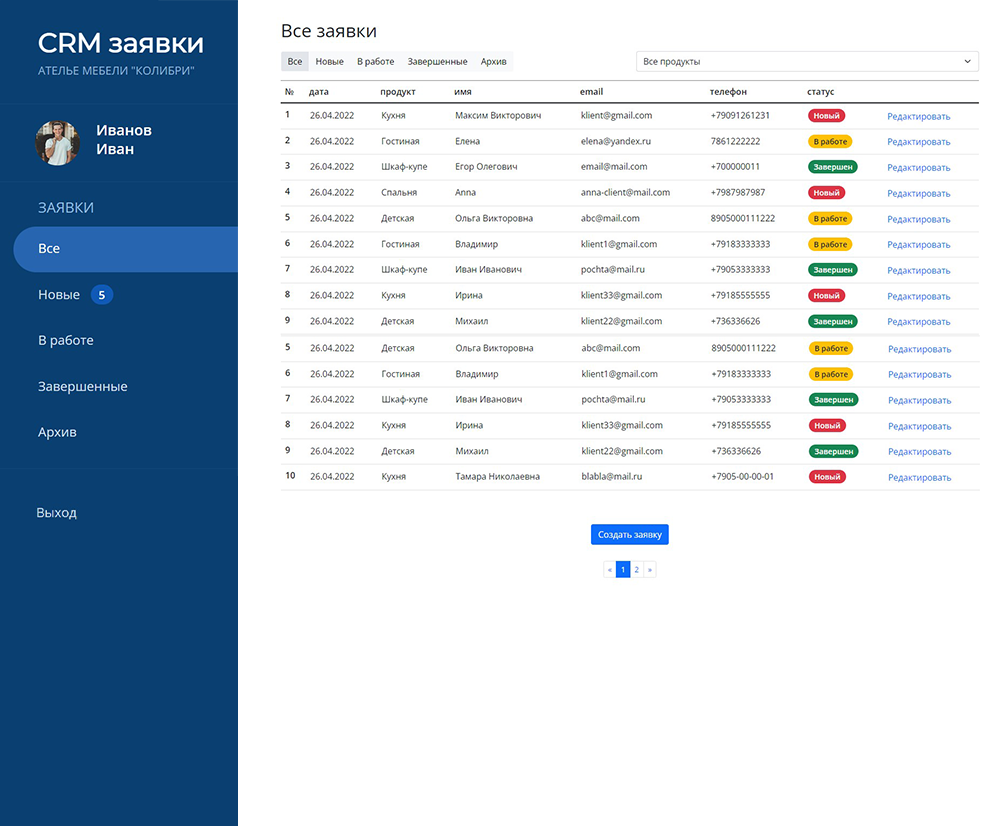 CRM заявки
АТЕЛЬЕ МЕБЕЛИ "КОЛИБРИ"
Иванов
Иван
ЗАЯВКИ
Все
Новые 5
В работе
Завершенные
Архив
Выход
Все заявки
Все Новые В работе Завершенные Архив Все продукты
№ дата продукт имя email телефон статус
1 26.04.2022 Кухня Максим Викторович klient@gmail.com +79091261231 Новый Редактировать
2 26.04.2022 Гостиная Елена elena@yandex.ru 7861222222 В работе Редактировать
3 26.04.2022 Шкаф-купе Егор Олегович email@mail.com +700000011 Завершен Редактировать
4 26.04.2022 Спальня Anna anna-client@mail.com +7987987987 Новый Редактировать
5 26.04.2022 Детская Ольга Викторовна abc@mail.com 8905000111222 В работе Редактировать
6 26.04.2022 Гостиная Владимир klient1@gmail.com +79183333333 В работе Редактировать
7 26.04.2022 Шкаф-купе Иван Иванович pochta@mail.ru +79053333333 Завершен Редактировать
8 26.04.2022 Кухня Ирина klient33@gmail.com +79185555555 Новый Редактировать
9 26.04.2022 Детская Михаил klient22@gmail.com +736336626 Завершен Редактировать
5 26.04.2022 Детская Ольга Викторовна abc@mail.com 8905000111222 В работе Редактировать
6 26.04.2022 Гостиная Владимир klient1@gmail.com +79183333333 В работе Редактировать
7 26.04.2022 Шкаф-купе Иван Иванович pochta@mail.ru +79053333333 Завершен Редактировать
8 26.04.2022 Кухня Ирина klient33@gmail.com +79185555555 Новый Редактировать
9 26.04.2022 Детская Михаил klient22@gmail.com +736336626 Завершен Редактировать
10 26.04.2022 Кухня Тамара Николаевна blabla@mail.ru +7905-00-00-01 Новый Редактировать
Создать заявку
« 1 2 »